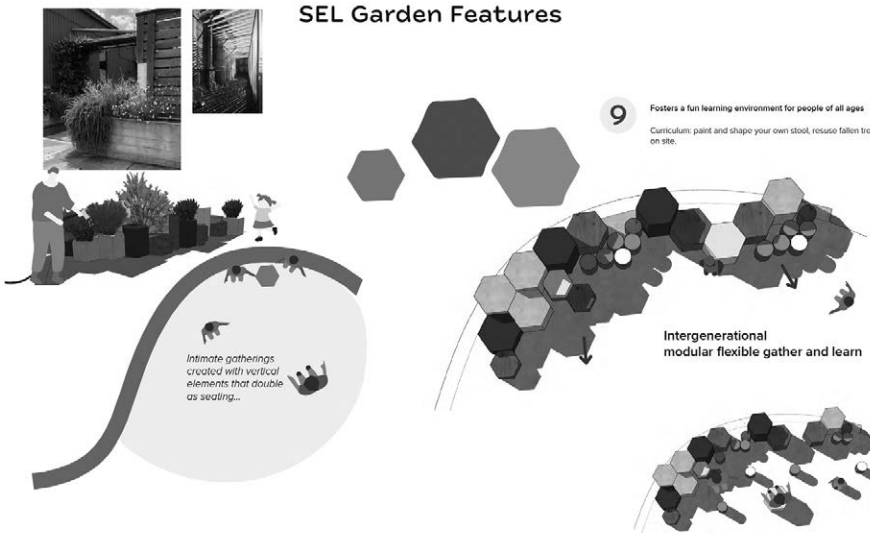 SEL Garden Features
9
Fosters a fun learning environment for people of all ages
Curriculum: paint and shape your own stool, resuse fallen tre
on site.
Intimate gatherings
created with vertical
elements that double
as seating...
Intergenerational
modular flexible gather and learn